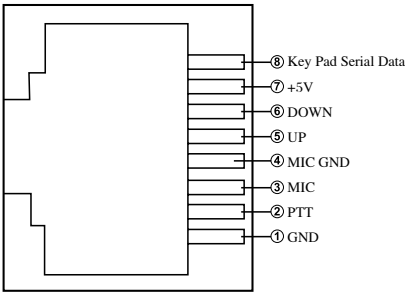 ⑧ Key Pad Serial Data
⑦ +5V
⑥ DOWN
⑤ UP
④ MIC GND
③ MIC
② PTT
① GND